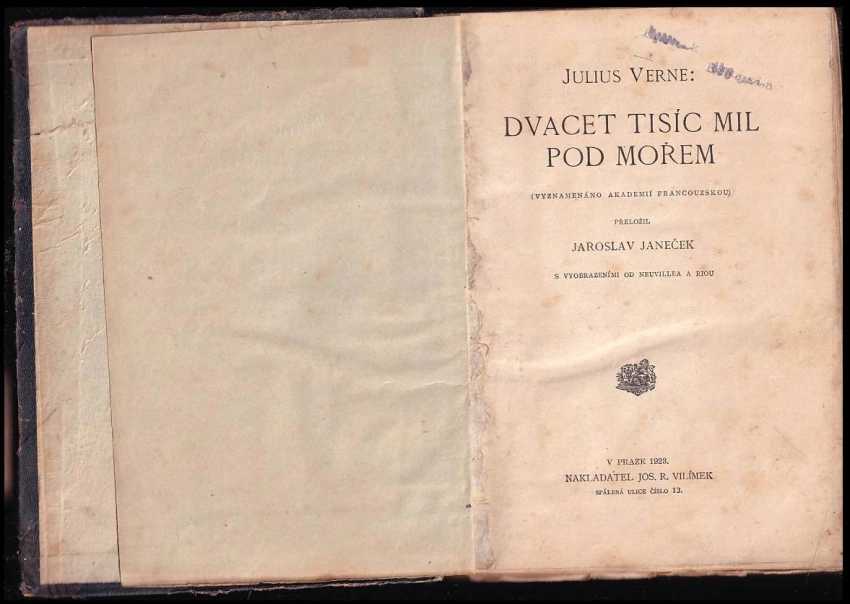 JULIUS VERNE:
DVACET TISÍC MIL
POD MOŘEM
(VYZNAMENÁNO AKADEMIÍ FRANCOUZSKOU)
PŘELOŽIL
JAROSLAV JANEČEK
S VYOBRAZENÍMI OD NEUVILLEA A RIOU
V PRAZE 1923.
NAKLADATEL JOS. R. VILÍMEK
SPÁLENÁ ULICE ČÍSLO 13.